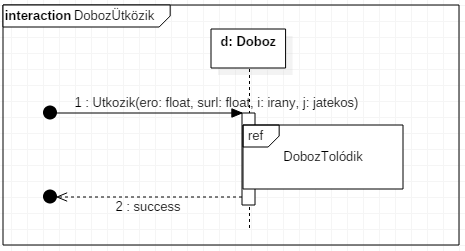 interaction DobozÜtközik
d: Doboz
1 : Utkozik(ero: float, surl: float, i: irany, j: jatekos)
ref
DobozTolódik
2 : success